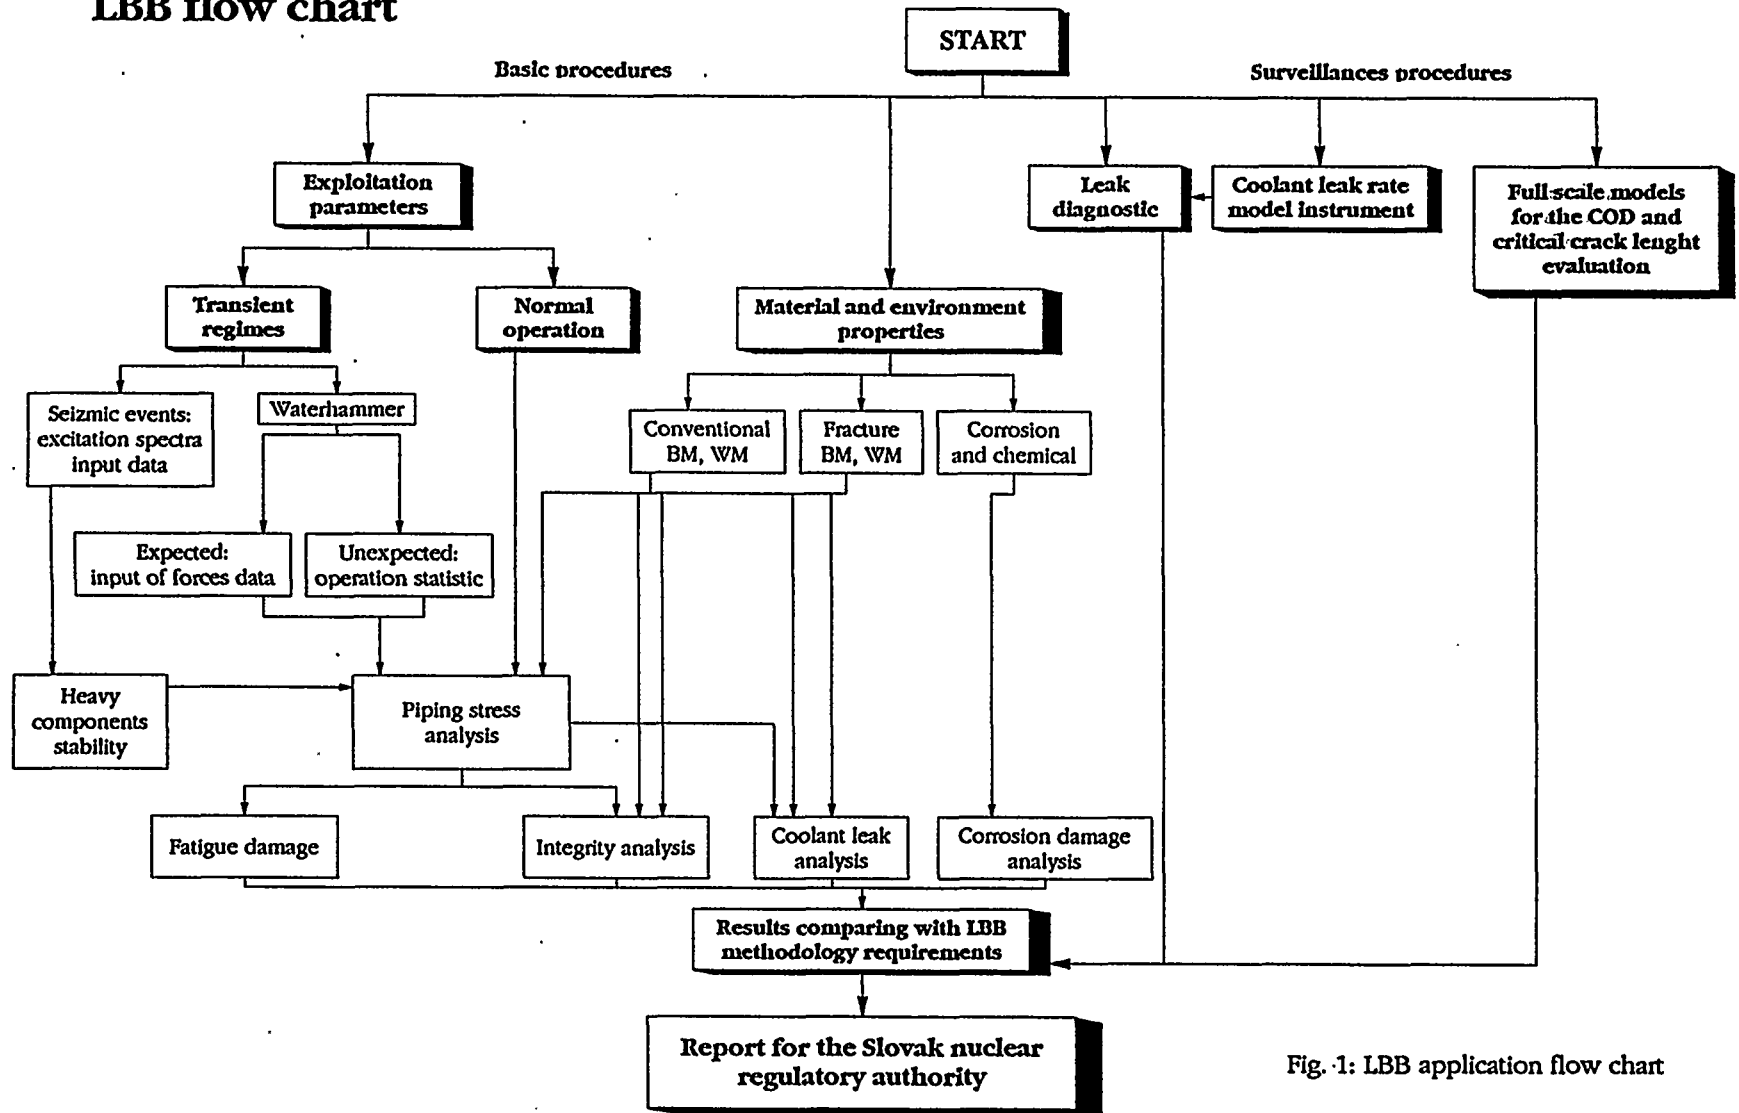 LBB flow chart
START
Basic procedures
Surveillances procedures
Exploitation
parameters
Leak
diagnostic
Coolant leak rate
model instrument
Full scale models
for the COD and
critical crack lenght
evaluation
Transient
regimes
Normal
operation
Material and environment
properties
Seizmic events:
excitation spectra
input data
Waterhammer
Conventional
BM, WM
Fracture
BM, WM
Corrosion
and chemical
Expected:
input of forces data
Unexpected:
operation statistic
Heavy
components
stability
Piping stress
analysis
Fatigue damage
Integrity analysis
Coolant leak
analysis
Corrosion damage
analysis
Results comparing with LBB
methodology requirements
Report for the Slovak nuclear
regulatory authority
Fig. 1: LBB application flow chart